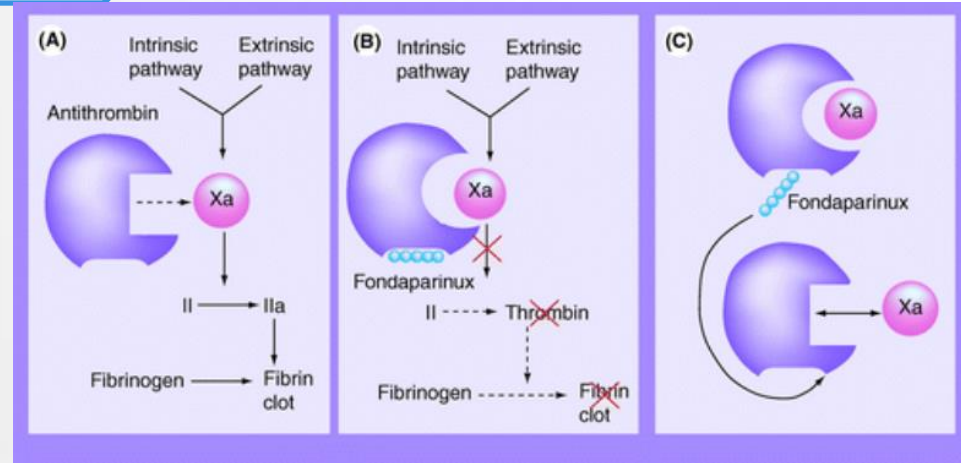 (A)
Intrinsic pathway
Extrinsic pathway
Antithrombin
Xa
II
IIa
Fibrinogen
Fibrin
clot
(B)
Intrinsic pathway
Extrinsic pathway
Xa
Fondaparinux
II
Thrombin
Fibrinogen
Fibrin
clot
(C)
Xa
Fondaparinux
Xa